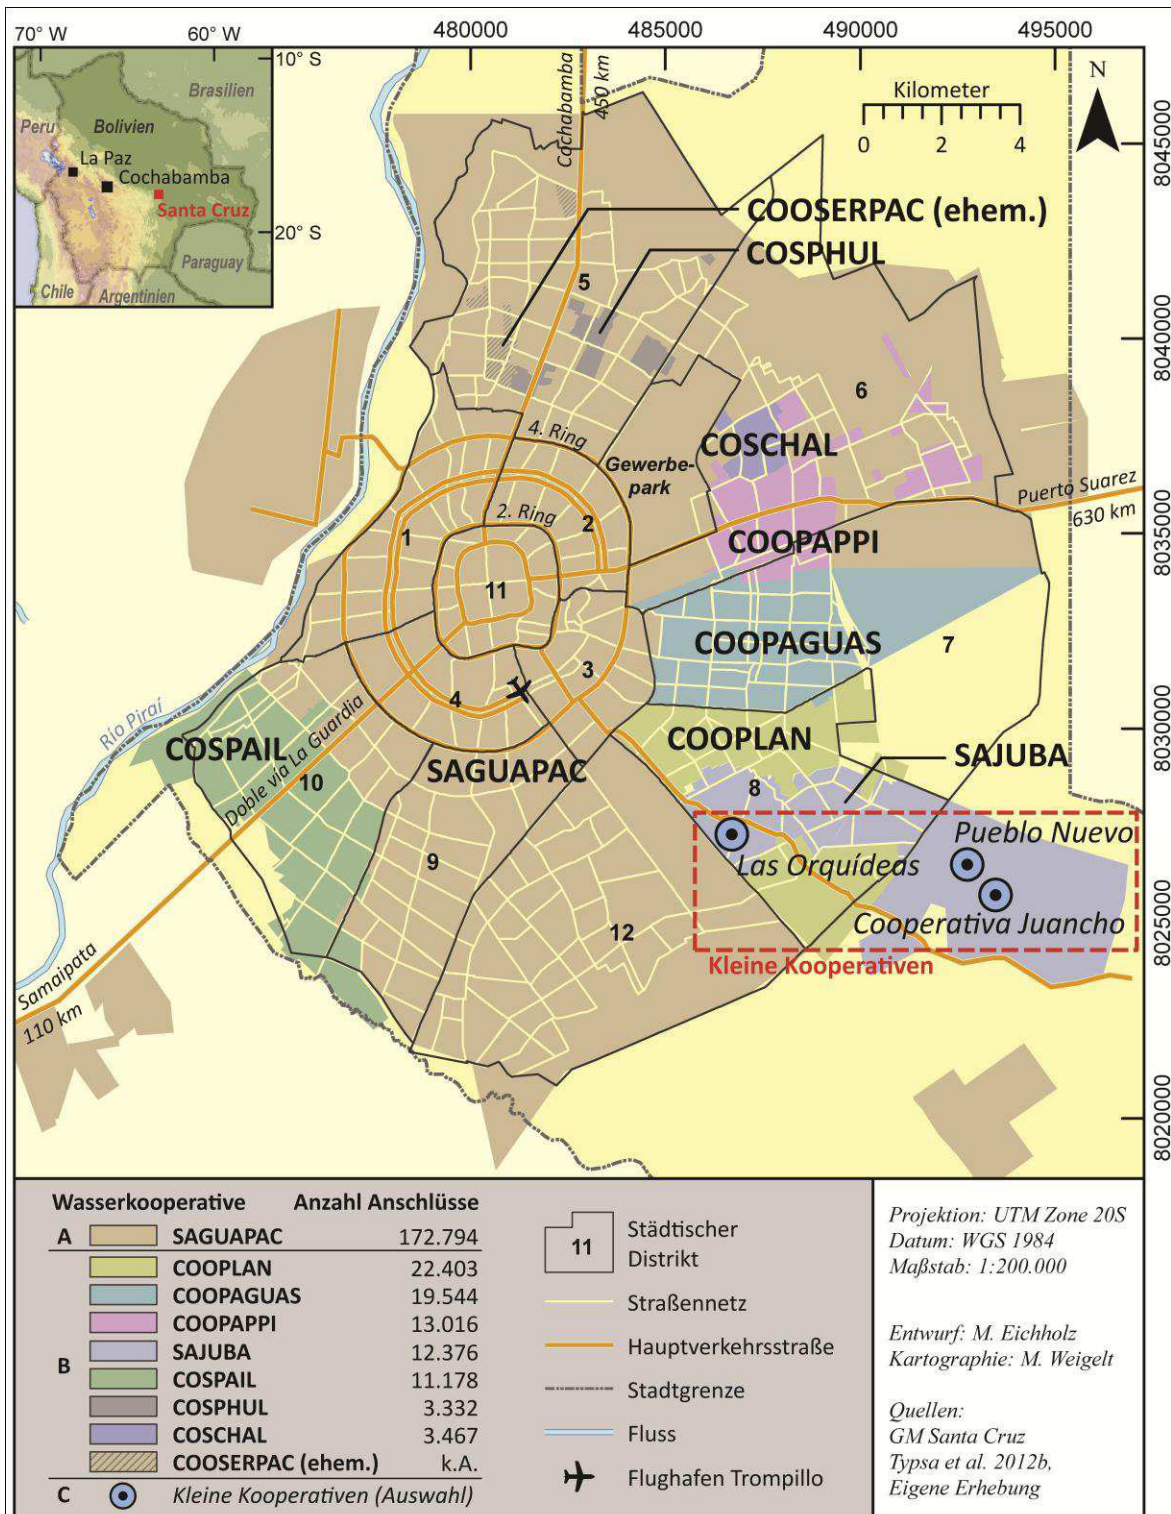 70° W
60° W
480000
485000
490000
495000
10° S
20° S
Brasilien
Peru
Bolivien
La Paz
Cochabamba
Santa Cruz
Paraguay
Chile
Argentinien
Cochabamba
450 km
Kilometer
0 2 4
N
8045000
8040000
8035000
8030000
8025000
8020000
COOSERPAC (ehem.)
COSPHUL
5
6
4. Ring
COSCHAL
Gewerbe-
park
Puerto Suarez
630 km
2. Ring
1
2
COOPAPPI
11
COOPAGUAS
7
3
4
Río Piraí
COSPAIL
Doble vía La Guardia
10
SAGUAPAC
COOPLAN
SAJUBA
8
Pueblo Nuevo
Las Orquídeas
9
12
Cooperativa Juancho
Kleine Kooperativen
Samaipata
110 km
Wasserkooperative Anzahl Anschlüsse
A SAGUAPAC 172.794
COOPLAN 22.403
COOPAGUAS 19.544
COOPAPPI 13.016
B SAJUBA 12.376
COSPAIL 11.178
COSPHUL 3.332
COSCHAL 3.467
COOSERPAC (ehem.) k.A.
C Kleine Kooperativen (Auswahl)
11 Städtischer
Distrikt
Straßennetz
Hauptverkehrsstraße
Stadtgrenze
Fluss
Flughafen Trompillo
Projektion: UTM Zone 20S
Datum: WGS 1984
Maßstab: 1:200.000
Entwurf: M. Eichholz
Kartographie: M. Weigelt
Quellen:
GM Santa Cruz
Typsa et al. 2012b,
Eigene Erhebung